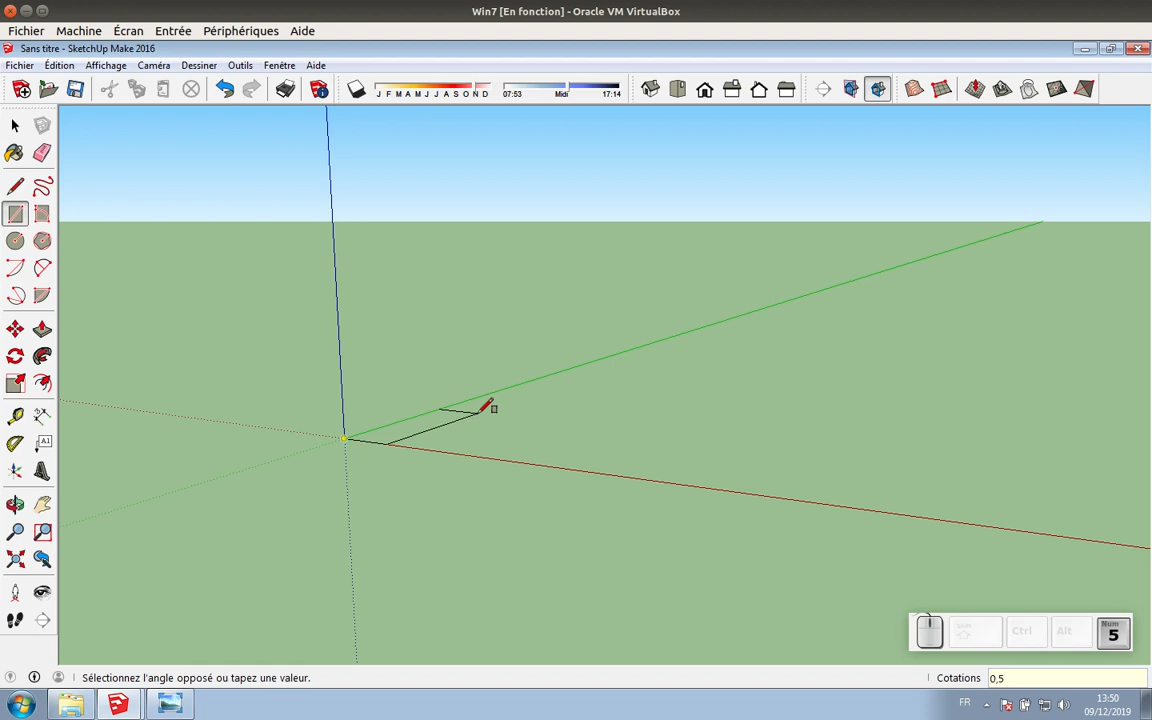 Win7 [En fonction] - Oracle VM VirtualBox
Fichier Machine Écran Entrée Périphériques Aide
Sans titre - SketchUp Make 2016
Fichier Édition Affichage Caméra Dessiner Outils Fenêtre Aide
J F M A M J J A S O N D 07:53 Midi 17:14
A1
Shift Ctrl Alt Num 5
Sélectionnez l'angle opposé ou tapez une valeur. Cotations 0,5
FR 13:50
09/12/2019